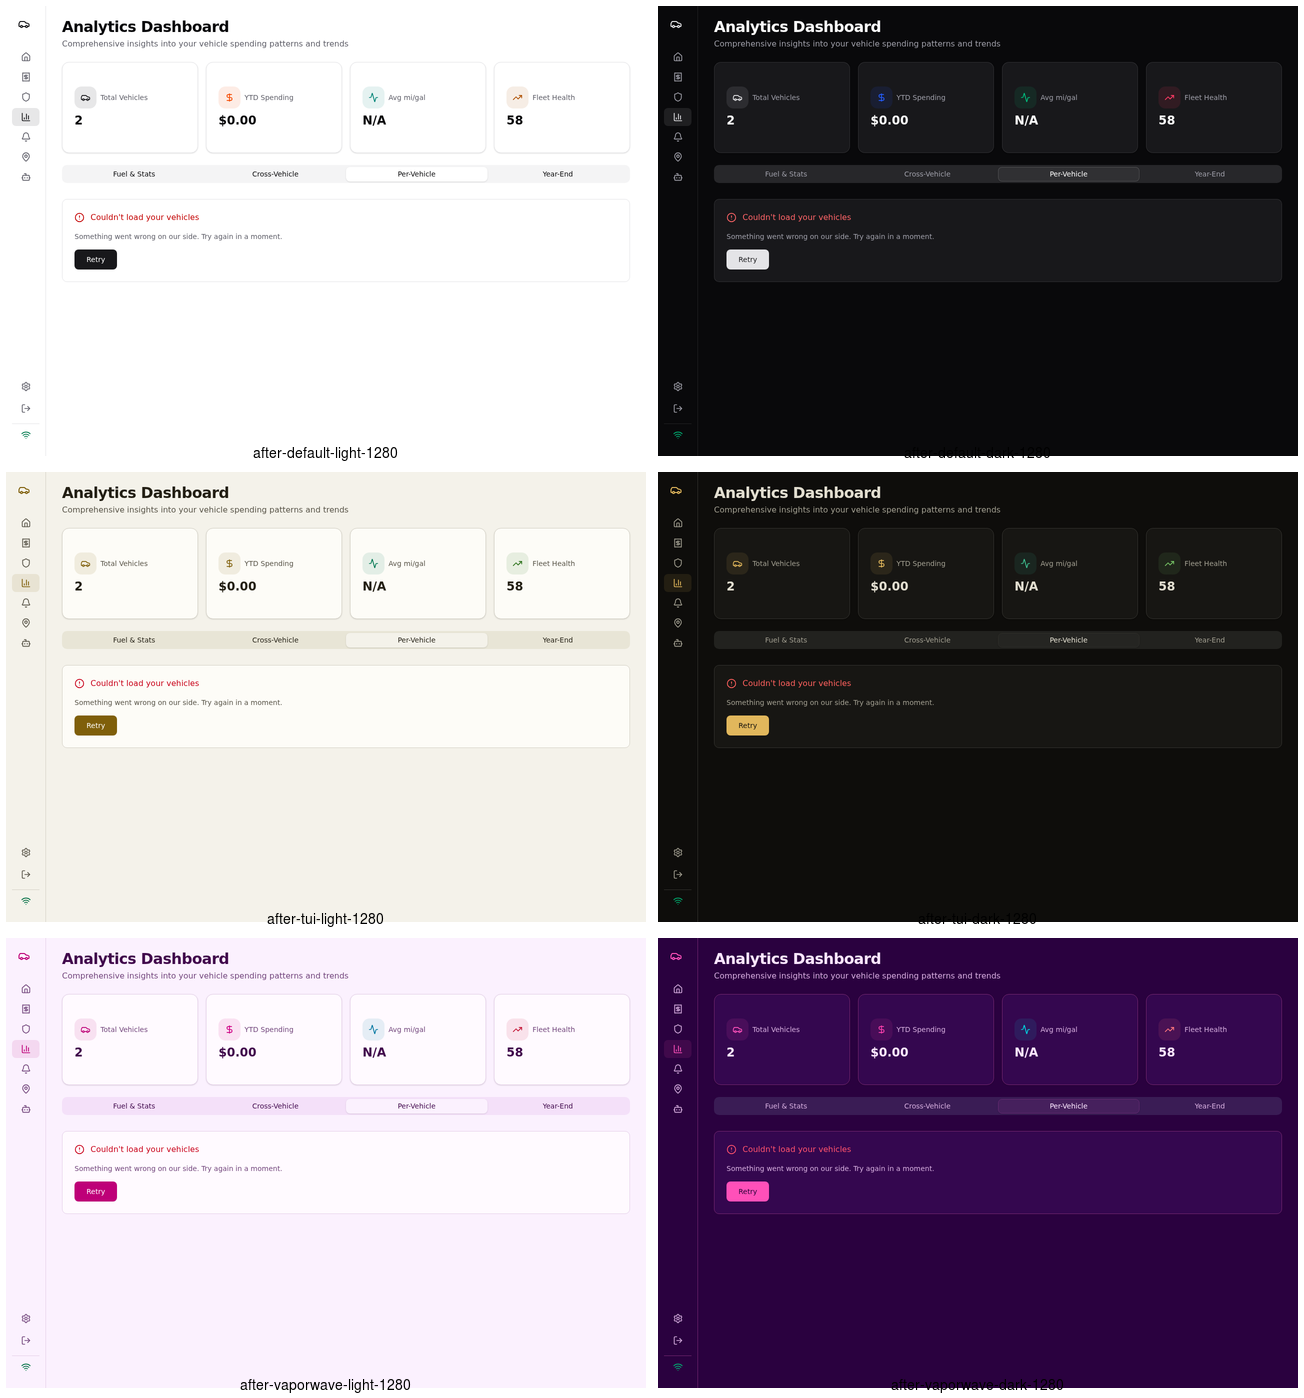 Analytics Dashboard
Comprehensive insights into your vehicle spending patterns and trends
Total Vehicles
2
YTD Spending
$0.00
Avg mi/gal
N/A
Fleet Health
58
Fuel & Stats
Cross-Vehicle
Per-Vehicle
Year-End
Couldn't load your vehicles
Something went wrong on our side. Try again in a moment.
Retry
after-default-light-1280
Analytics Dashboard
Comprehensive insights into your vehicle spending patterns and trends
Total Vehicles
2
YTD Spending
$0.00
Avg mi/gal
N/A
Fleet Health
58
Fuel & Stats
Cross-Vehicle
Per-Vehicle
Year-End
Couldn't load your vehicles
Something went wrong on our side. Try again in a moment.
Retry
after-default-dark-1280
Analytics Dashboard
Comprehensive insights into your vehicle spending patterns and trends
Total Vehicles
2
YTD Spending
$0.00
Avg mi/gal
N/A
Fleet Health
58
Fuel & Stats
Cross-Vehicle
Per-Vehicle
Year-End
Couldn't load your vehicles
Something went wrong on our side. Try again in a moment.
Retry
after-tui-light-1280
Analytics Dashboard
Comprehensive insights into your vehicle spending patterns and trends
Total Vehicles
2
YTD Spending
$0.00
Avg mi/gal
N/A
Fleet Health
58
Fuel & Stats
Cross-Vehicle
Per-Vehicle
Year-End
Couldn't load your vehicles
Something went wrong on our side. Try again in a moment.
Retry
after-tui-dark-1280
Analytics Dashboard
Comprehensive insights into your vehicle spending patterns and trends
Total Vehicles
2
YTD Spending
$0.00
Avg mi/gal
N/A
Fleet Health
58
Fuel & Stats
Cross-Vehicle
Per-Vehicle
Year-End
Couldn't load your vehicles
Something went wrong on our side. Try again in a moment.
Retry
after-vaporwave-light-1280
Analytics Dashboard
Comprehensive insights into your vehicle spending patterns and trends
Total Vehicles
2
YTD Spending
$0.00
Avg mi/gal
N/A
Fleet Health
58
Fuel & Stats
Cross-Vehicle
Per-Vehicle
Year-End
Couldn't load your vehicles
Something went wrong on our side. Try again in a moment.
Retry
after-vaporwave-dark-1280